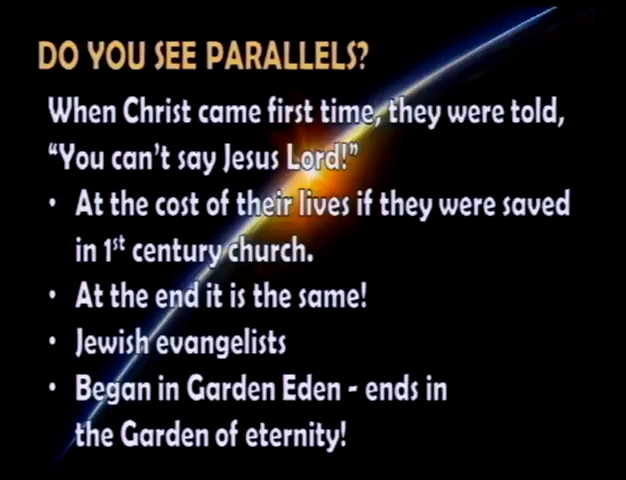 DO YOU SEE PARALLELS?
When Christ came first time, they were told,
“You can’t say Jesus Lord!”
• At the cost of their lives if they were saved
in 1st century church.
• At the end it is the same!
• Jewish evangelists
• Began in Garden Eden - ends in
the Garden of eternity!